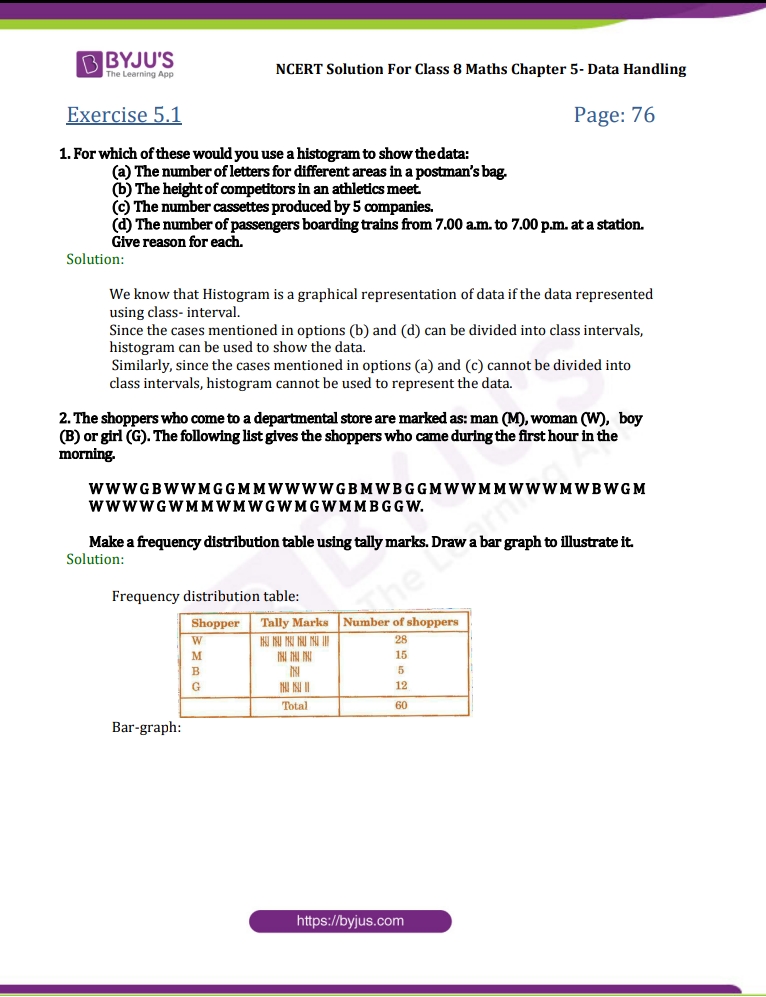 BYJU'S
The Learning App
NCERT Solution For Class 8 Maths Chapter 5- Data Handling
Exercise 5.1 Page: 76
1. For which of these would you use a histogram to show the data:
(a) The number of letters for different areas in a postman's bag.
(b) The height of competitors in an athletics meet.
(c) The number cassettes produced by 5 companies.
(d) The number of passengers boarding trains from 7.00 a.m. to 7.00 p.m. at a station.
Give reason for each.
Solution:
We know that Histogram is a graphical representation of data if the data represented
using class- interval.
Since the cases mentioned in options (b) and (d) can be divided into class intervals,
histogram can be used to show the data.
Similarly, since the cases mentioned in options (a) and (c) cannot be divided into
class intervals, histogram cannot be used to represent the data.
2. The shoppers who come to a departmental store are marked as: man (M), woman (W), boy
(B) or girl (G). The following list gives the shoppers who came during the first hour in the
morning.
W W W G B W W M G G M M W W W W G B M W B G G M W W M M W W W M W B W G M
W W W W G W M M W M W G W M G W M M B G G W.
Make a frequency distribution table using tally marks. Draw a bar graph to illustrate it.
Solution:
Frequency distribution table:
Shopper Tally Marks Number of shoppers
W 28
M 15
B 5
G 12
Total 60
Bar-graph:
https://byjus.com
BYJU'S
The Learning App